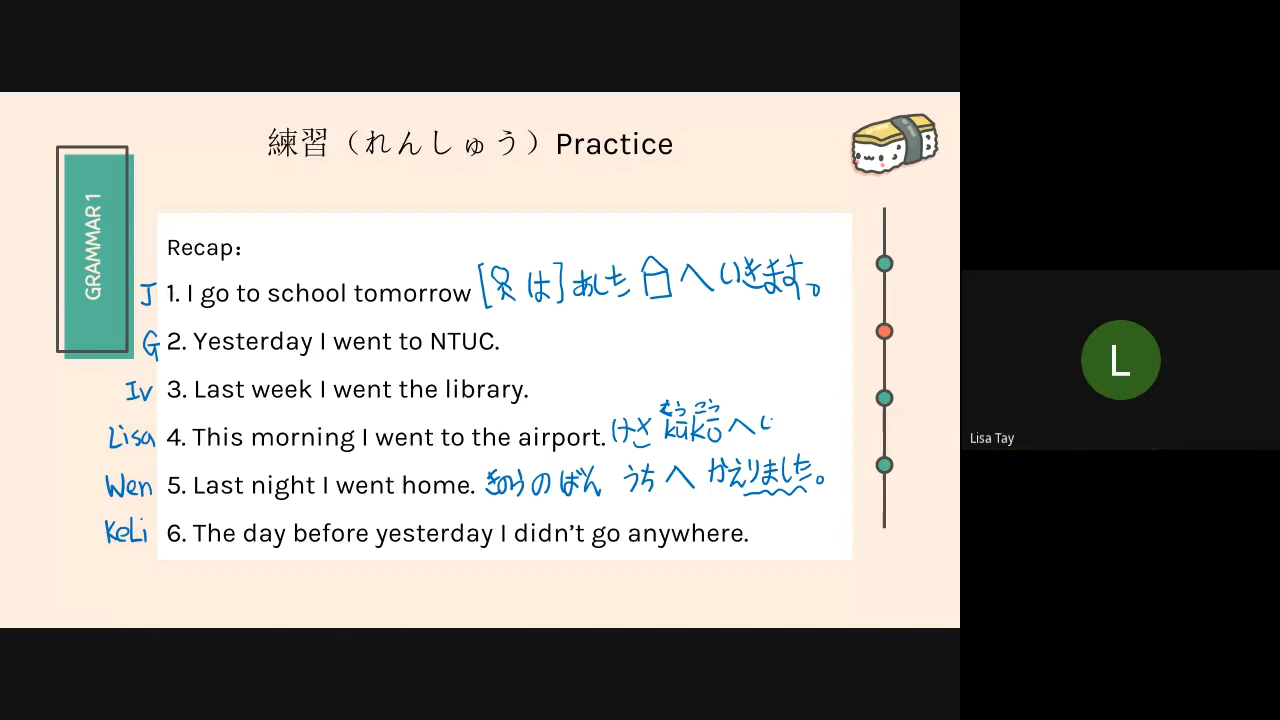 練習（れんしゅう）Practice
GRAMMAR 1
Recap:
J 1. I go to school tomorrow [ は] あした へ いきます。
G 2. Yesterday I went to NTUC.
Iv 3. Last week I went the library.
くう こう
Lisa 4. This morning I went to the airport. けさ kūkō へ い
Wen 5. Last night I went home. きのうのばん うちへ かえりました。
KeLi 6. The day before yesterday I didn't go anywhere.
L
Lisa Tay